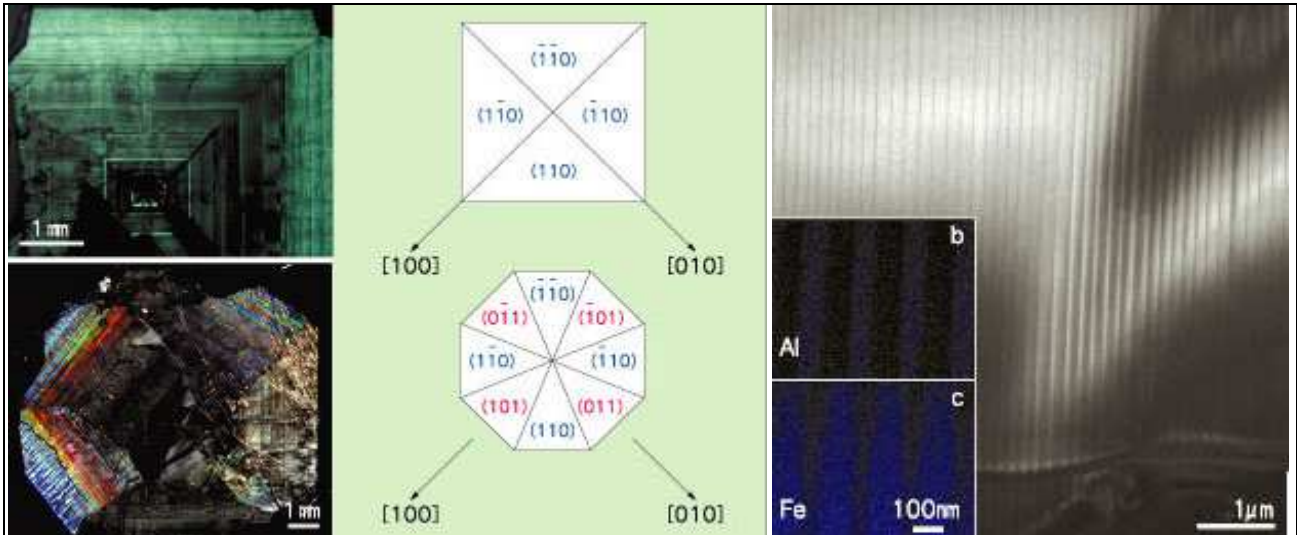 1 mm
1 mm
(1̄1̄0)
(11̄0)
(1̄10)
(110)
[100]
[010]
(1̄1̄0)
(01̄1)
(1̄01)
(11̄0)
(1̄10)
(101)
(011)
(110)
[100]
[010]
b
Al
c
Fe
100nm
1μm